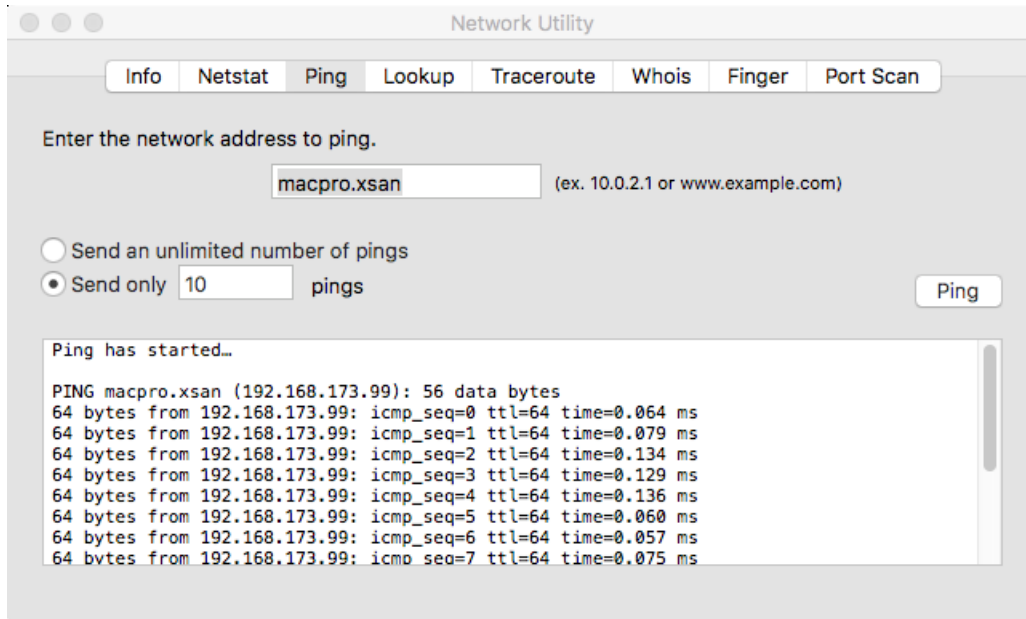 Network Utility
Info Netstat Ping Lookup Traceroute Whois Finger Port Scan
Enter the network address to ping.
macpro.xsan (ex. 10.0.2.1 or www.example.com)
Send an unlimited number of pings
Send only 10 pings
Ping
Ping has started…
PING macpro.xsan (192.168.173.99): 56 data bytes
64 bytes from 192.168.173.99: icmp_seq=0 ttl=64 time=0.064 ms
64 bytes from 192.168.173.99: icmp_seq=1 ttl=64 time=0.079 ms
64 bytes from 192.168.173.99: icmp_seq=2 ttl=64 time=0.134 ms
64 bytes from 192.168.173.99: icmp_seq=3 ttl=64 time=0.129 ms
64 bytes from 192.168.173.99: icmp_seq=4 ttl=64 time=0.136 ms
64 bytes from 192.168.173.99: icmp_seq=5 ttl=64 time=0.060 ms
64 bytes from 192.168.173.99: icmp_seq=6 ttl=64 time=0.057 ms
64 bytes from 192.168.173.99: icmp_seq=7 ttl=64 time=0.075 ms